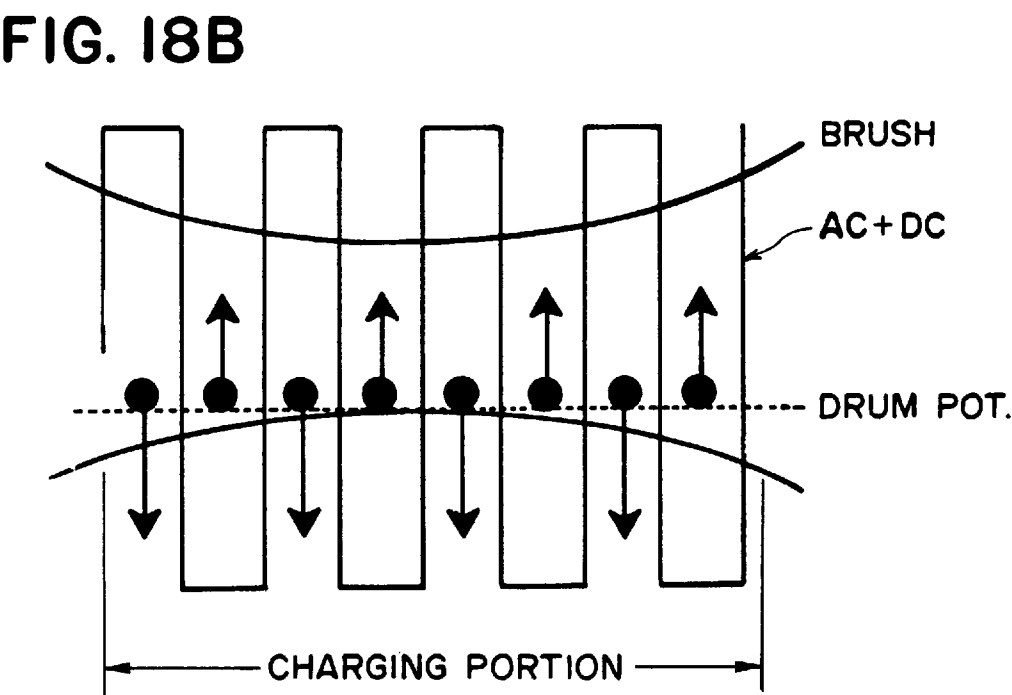 FIG. 18B
BRUSH
AC+DC
DRUM POT.
CHARGING PORTION